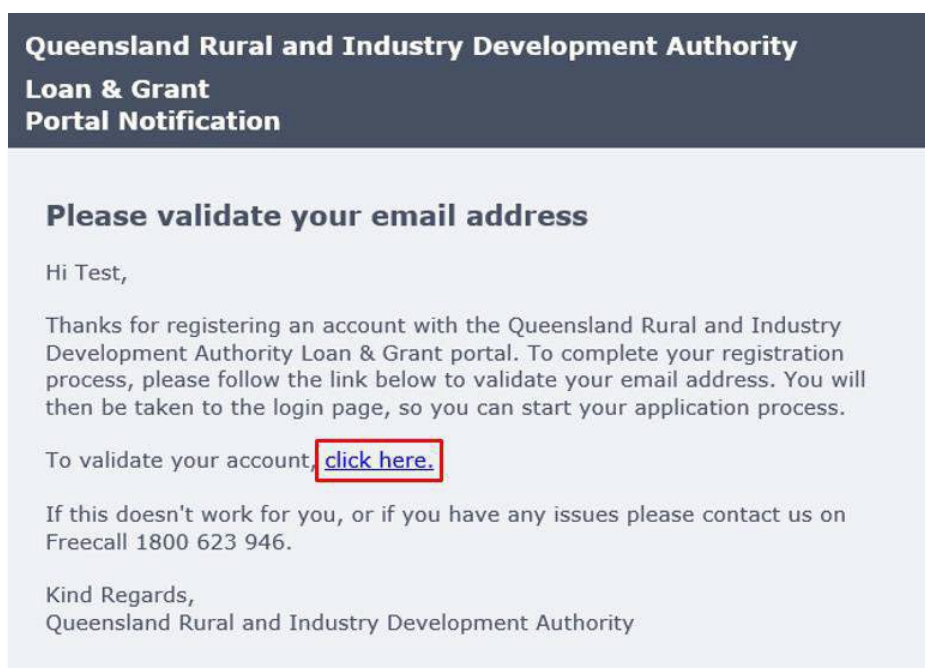 Queensland Rural and Industry Development Authority
Loan & Grant
Portal Notification
Please validate your email address
Hi Test,
Thanks for registering an account with the Queensland Rural and Industry
Development Authority Loan & Grant portal. To complete your registration
process, please follow the link below to validate your email address. You will
then be taken to the login page, so you can start your application process.
To validate your account, click here.
If this doesn't work for you, or if you have any issues please contact us on
Freecall 1800 623 946.
Kind Regards,
Queensland Rural and Industry Development Authority